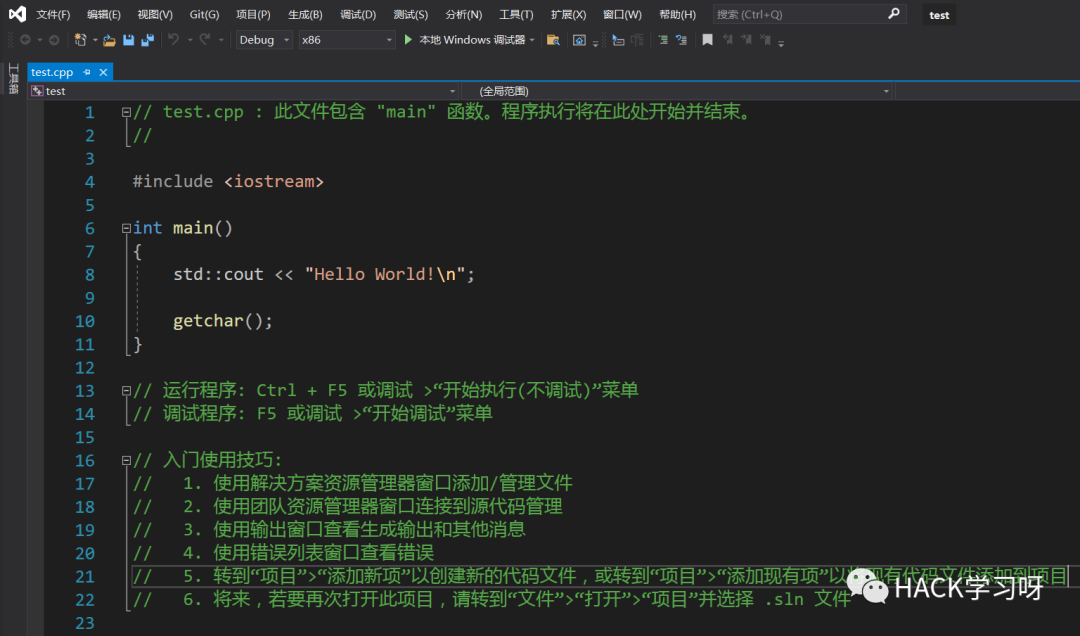 文件(F) 编辑(E) 视图(V) Git(G) 项目(P) 生成(B) 调试(D) 测试(S) 分析(N) 工具(T) 扩展(X) 窗口(W) 帮助(H) 搜索 (Ctrl+Q) test
Debug x86 本地 Windows 调试器
工具箱
test.cpp
test (全局范围)
1 // test.cpp : 此文件包含 "main" 函数。程序执行将在此处开始并结束。
2 //
3
4 #include <iostream>
5
6 int main()
7 {
8 std::cout << "Hello World!\n";
9
10 getchar();
11 }
12
13 // 运行程序: Ctrl + F5 或调试 >“开始执行(不调试)”菜单
14 // 调试程序: F5 或调试 >“开始调试”菜单
15
16 // 入门使用技巧:
17 // 1. 使用解决方案资源管理器窗口添加/管理文件
18 // 2. 使用团队资源管理器窗口连接到源代码管理
19 // 3. 使用输出窗口查看生成输出和其他消息
20 // 4. 使用错误列表窗口查看错误
21 // 5. 转到“项目”>“添加新项”以创建新的代码文件，或转到“项目”>“添加现有项”以将现有代码文件添加到项目
22 // 6. 将来，若要再次打开此项目，请转到“文件”>“打开”>“项目”并选择 .sln 文件
23
HACK学习呀